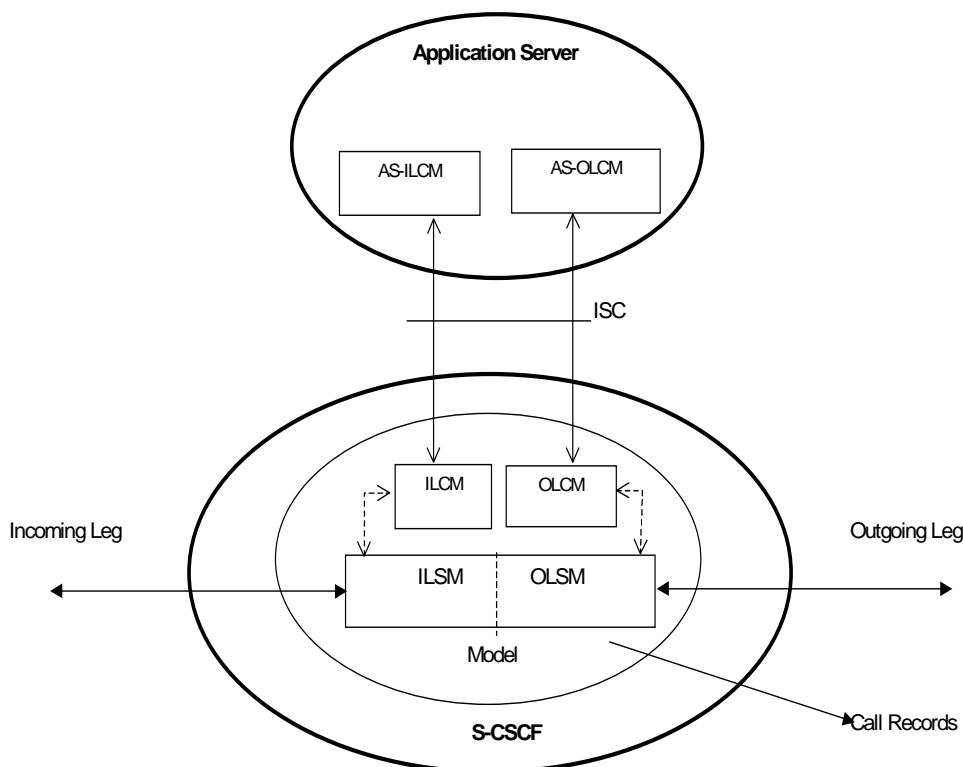 Application Server
AS-ILCM
AS-OLCM
ISC
ILCM
OLCM
Incoming Leg
Outgoing Leg
ILSM
OLSM
Model
S-CSCF
Call Records